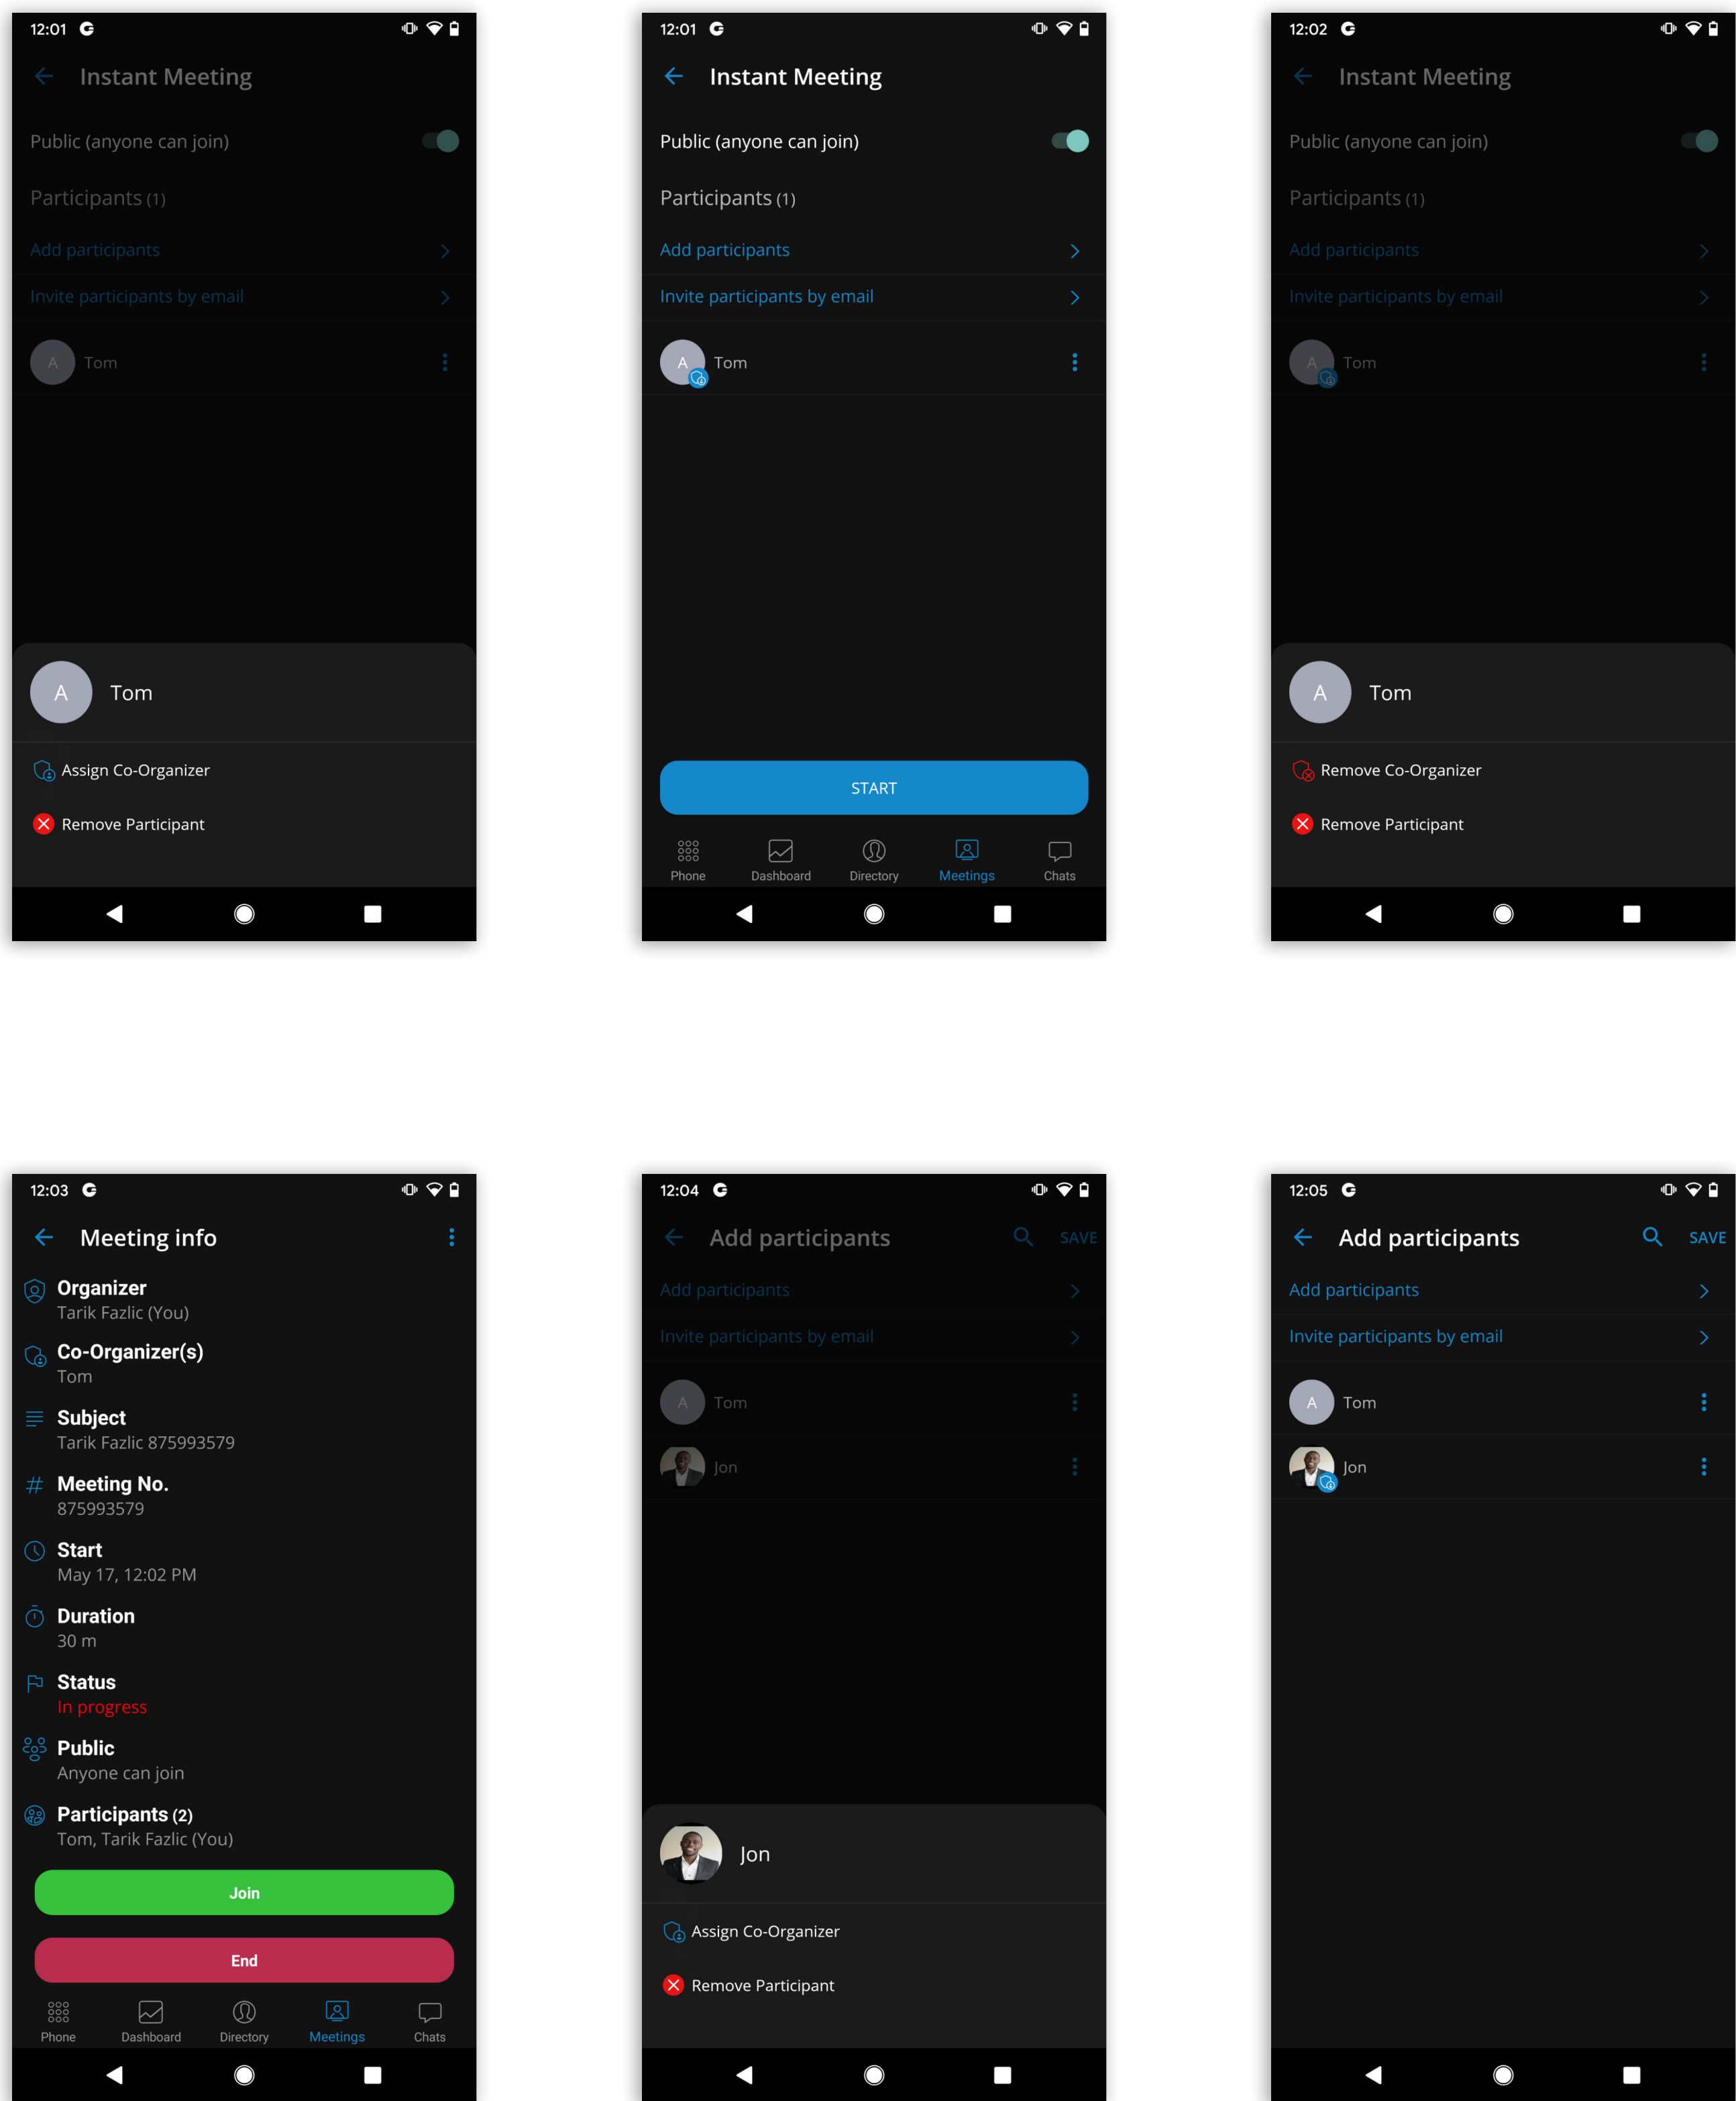 12:01
Instant Meeting
Public (anyone can join)
Participants (1)
Add participants
Invite participants by email
A Tom
A Tom
Assign Co-Organizer
Remove Participant
12:01
Instant Meeting
Public (anyone can join)
Participants (1)
Add participants
Invite participants by email
A Tom
START
Phone Dashboard Directory Meetings Chats
12:02
Instant Meeting
Public (anyone can join)
Participants (1)
Add participants
Invite participants by email
A Tom
A Tom
Remove Co-Organizer
Remove Participant
12:03
Meeting info
Organizer
Tarik Fazlic (You)
Co-Organizer(s)
Tom
Subject
Tarik Fazlic 875993579
# Meeting No.
875993579
Start
May 17, 12:02 PM
Duration
30 m
Status
In progress
Public
Anyone can join
Participants (2)
Tom, Tarik Fazlic (You)
Join
End
Phone Dashboard Directory Meetings Chats
12:04
Add participants SAVE
Add participants
Invite participants by email
A Tom
Jon
Jon
Assign Co-Organizer
Remove Participant
12:05
Add participants SAVE
Add participants
Invite participants by email
A Tom
Jon